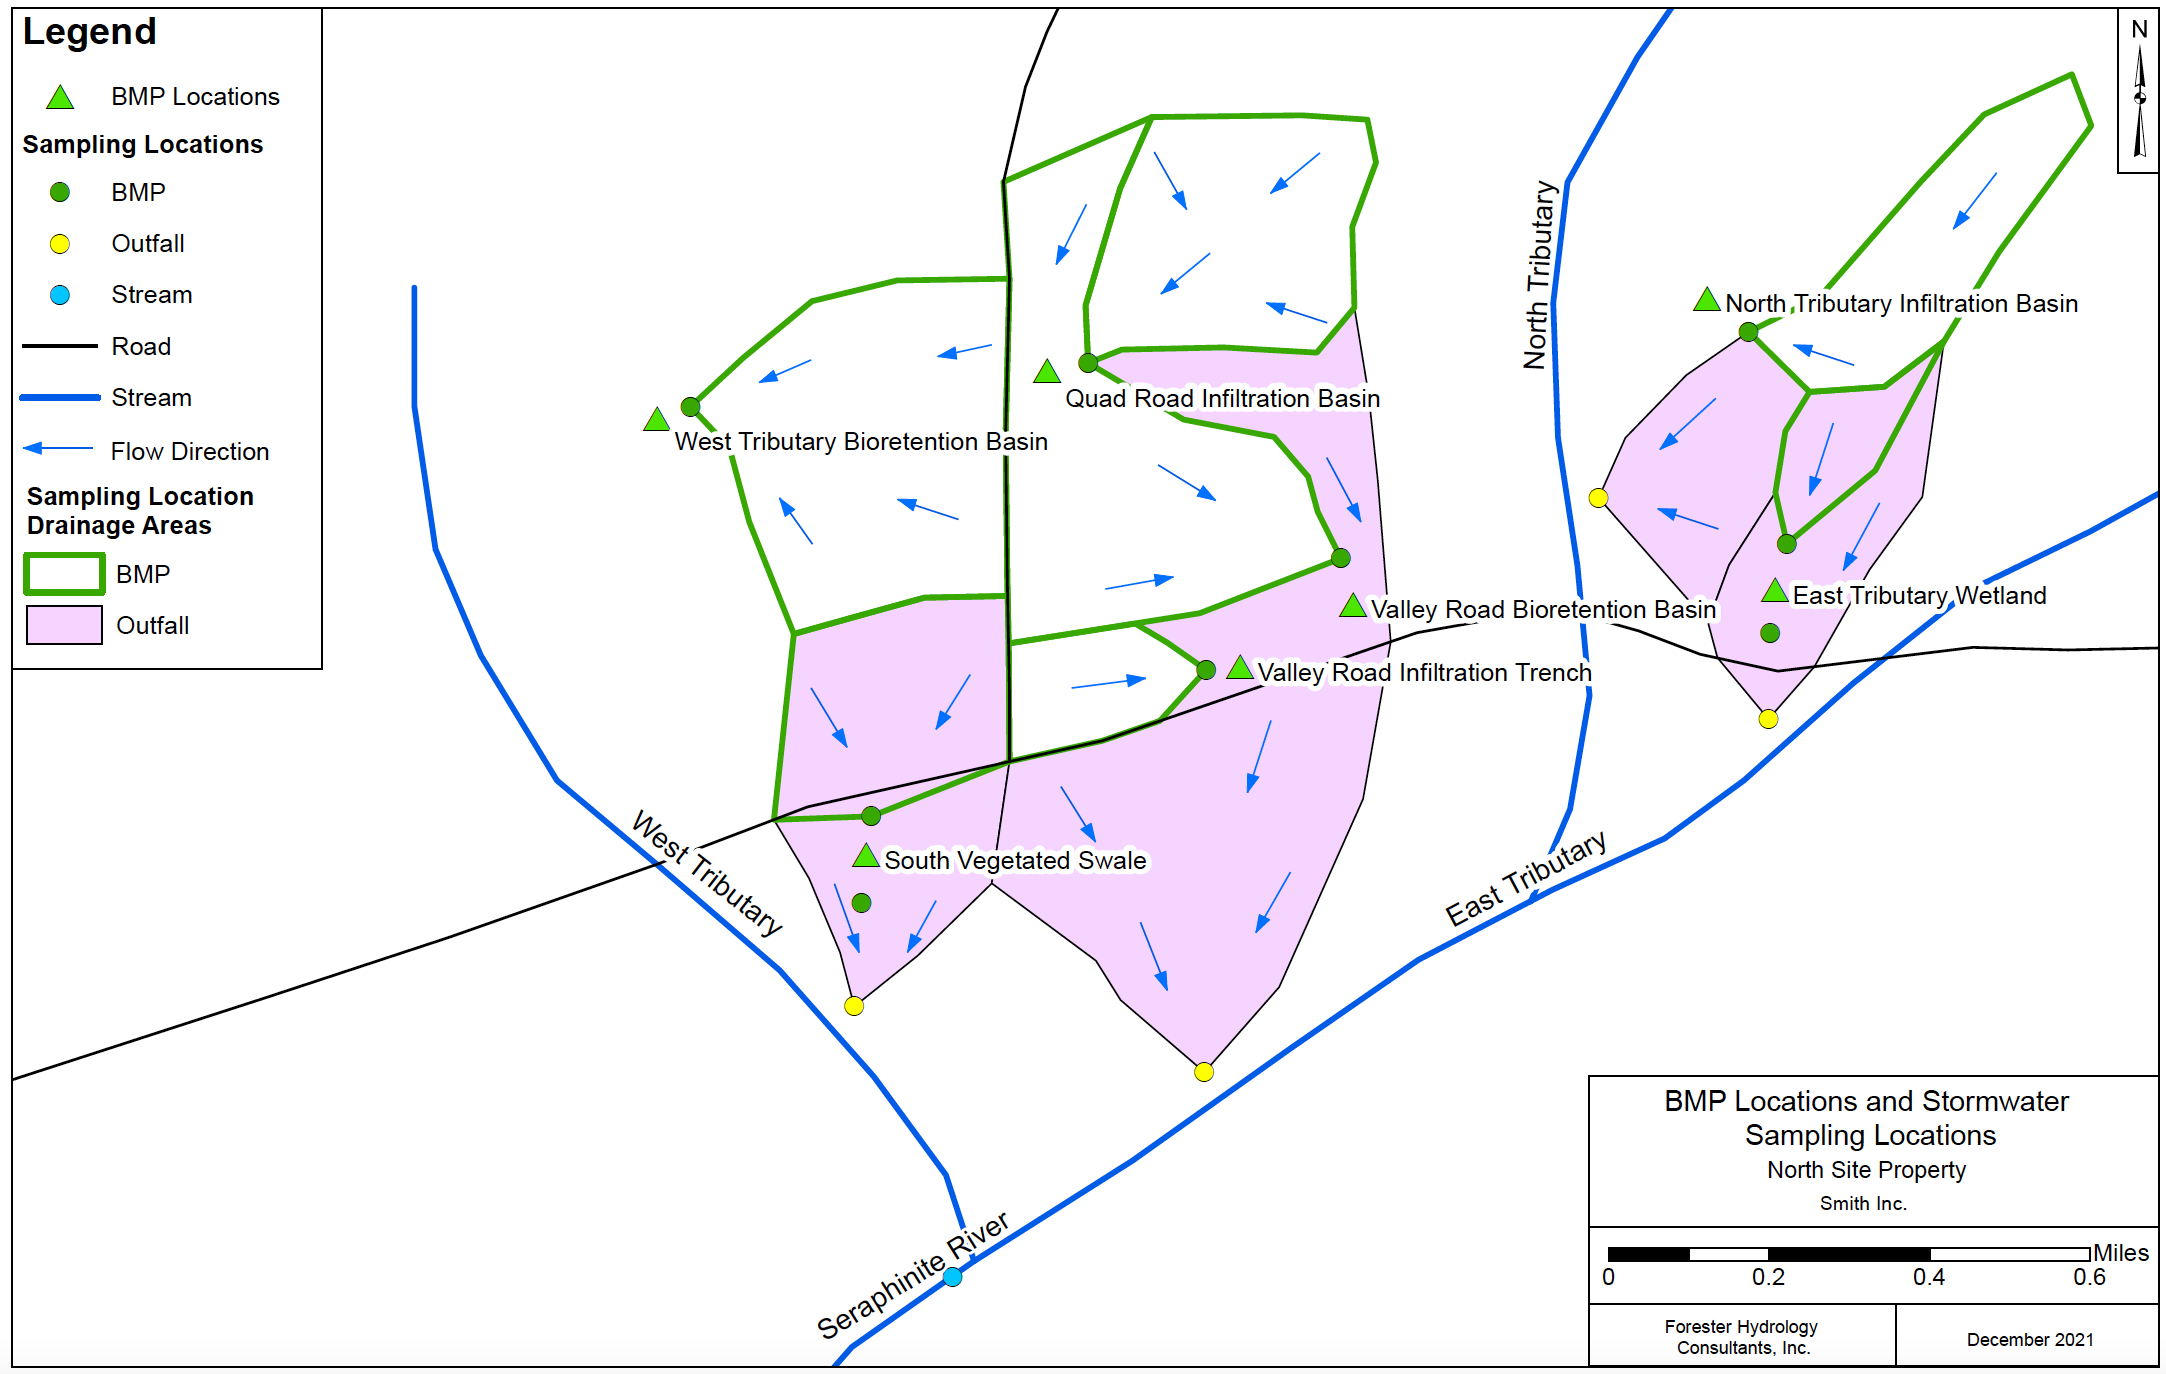 Legend
BMP Locations
Sampling Locations
BMP
Outfall
Stream
Road
Stream
Flow Direction
Sampling Location
Drainage Areas
BMP
Outfall
N
North Tributary
North Tributary Infiltration Basin
Quad Road Infiltration Basin
West Tributary Bioretention Basin
Valley Road Bioretention Basin
East Tributary Wetland
Valley Road Infiltration Trench
South Vegetated Swale
West Tributary
East Tributary
Seraphinite River
BMP Locations and Stormwater
Sampling Locations
North Site Property
Smith Inc.
Miles
0 0.2 0.4 0.6
Forester Hydrology
Consultants, Inc.
December 2021